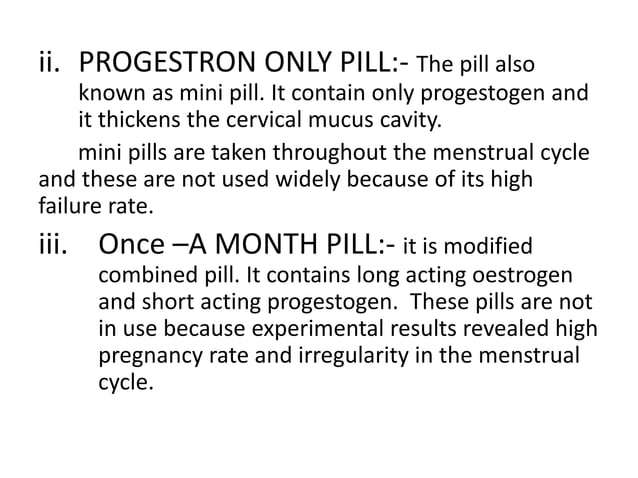 ii. PROGESTRON ONLY PILL:- The pill also
known as mini pill. It contain only progestogen and
it thickens the cervical mucus cavity.
mini pills are taken throughout the menstrual cycle
and these are not used widely because of its high
failure rate.
iii. Once –A MONTH PILL:- it is modified
combined pill. It contains long acting oestrogen
and short acting progestogen. These pills are not
in use because experimental results revealed high
pregnancy rate and irregularity in the menstrual
cycle.